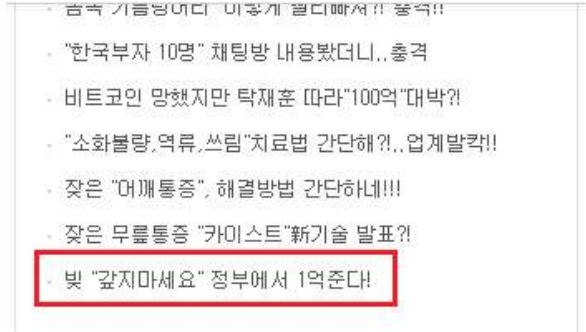 "한국부자 10명" 채팅방 내용봤더니,,충격
비트코인 망했지만 탁재훈 따라"100억"대박?!
"소화불량,역류,쓰림"치료법 간단해?!,,업계발칵!!
잦은 "어깨통증", 해결방법 간단하네!!!
잦은 무릎통증 "카이스트"新기술 발표?!
빚 "갚지마세요" 정부에서 1억준다!